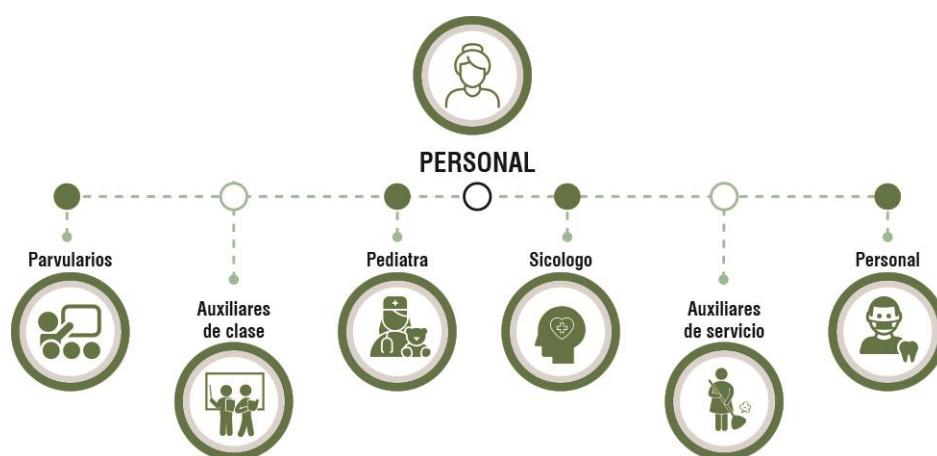 PERSONAL
Parvularios
Auxiliares
de clase
Pediatra
Sicologo
Auxiliares
de servicio
Personal